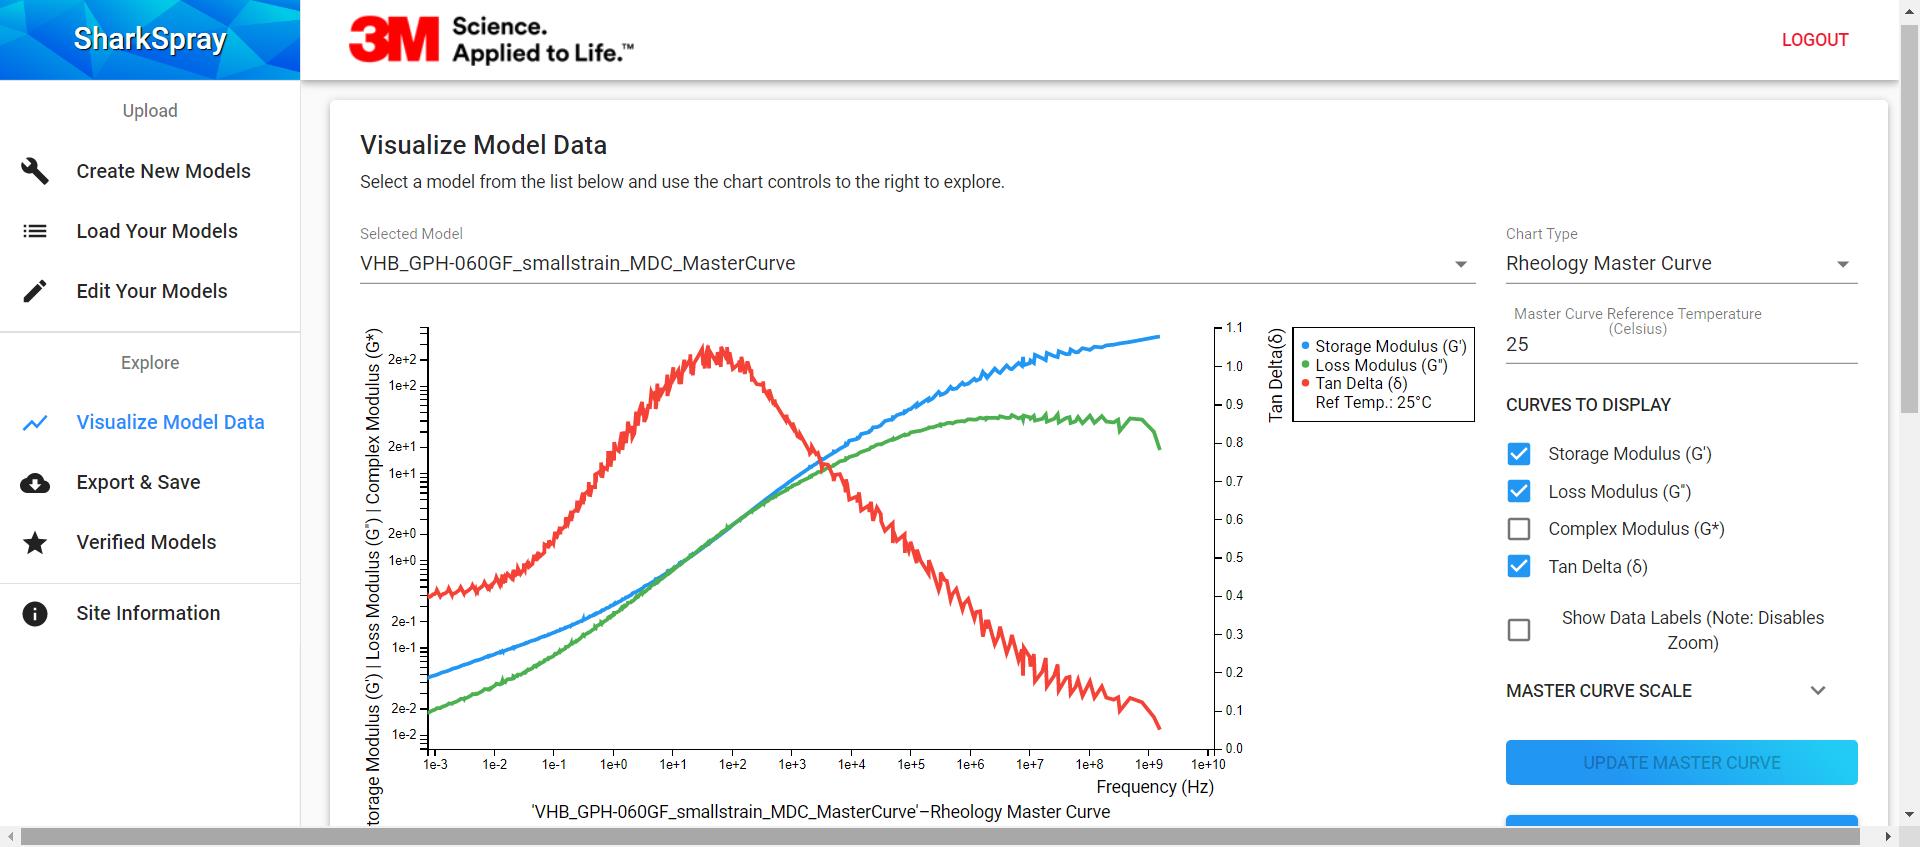 SharkSpray
3M Science.
Applied to Life.™
LOGOUT
Upload
Create New Models
Load Your Models
Edit Your Models
Explore
Visualize Model Data
Export & Save
Verified Models
Site Information
Visualize Model Data
Select a model from the list below and use the chart controls to the right to explore.
Selected Model
VHB_GPH-060GF_smallstrain_MDC_MasterCurve
Chart Type
Rheology Master Curve
Master Curve Reference Temperature
(Celsius)
25
CURVES TO DISPLAY
Storage Modulus (G')
Loss Modulus (G")
Complex Modulus (G*)
Tan Delta (δ)
Show Data Labels (Note: Disables
Zoom)
MASTER CURVE SCALE
UPDATE MASTER CURVE
torage Modulus (G') | Loss Modulus (G") | Complex Modulus (G*)
2e+2
1e+2
2e+1
1e+1
2e+0
1e+0
2e-1
1e-1
2e-2
1e-2
1e-3 1e-2 1e-1 1e+0 1e+1 1e+2 1e+3 1e+4 1e+5 1e+6 1e+7 1e+8 1e+9 1e+10
Frequency (Hz)
1.1
1.0
0.9
0.8
0.7
0.6
0.5
0.4
0.3
0.2
0.1
0.0
Tan Delta(δ)
Storage Modulus (G')
Loss Modulus (G")
Tan Delta (δ)
Ref Temp.: 25°C
'VHB_GPH-060GF_smallstrain_MDC_MasterCurve'–Rheology Master Curve